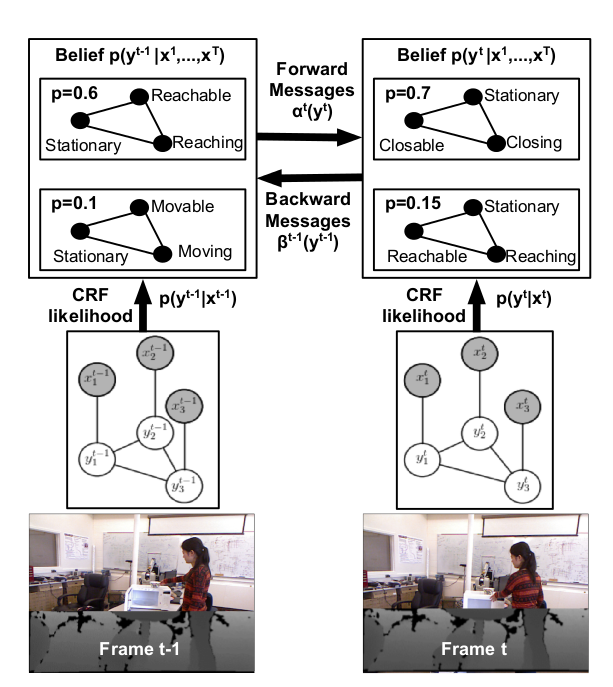 Belief p(y^{t-1} |x^1,...,x^T)
p=0.6
Reachable
Stationary
Reaching
p=0.1
Movable
Stationary
Moving
Forward
Messages
α^t(y^t)
Backward
Messages
β^{t-1}(y^{t-1})
Belief p(y^t |x^1,...,x^T)
p=0.7
Stationary
Closable
Closing
p=0.15
Stationary
Reachable
Reaching
CRF
likelihood
p(y^{t-1}|x^{t-1})
CRF
likelihood
p(y^t|x^t)
x_2^{t-1}
x_1^{t-1}
x_3^{t-1}
y_2^{t-1}
y_1^{t-1}
y_3^{t-1}
x_2^t
x_1^t
x_3^t
y_2^t
y_1^t
y_3^t
Frame t-1
Frame t